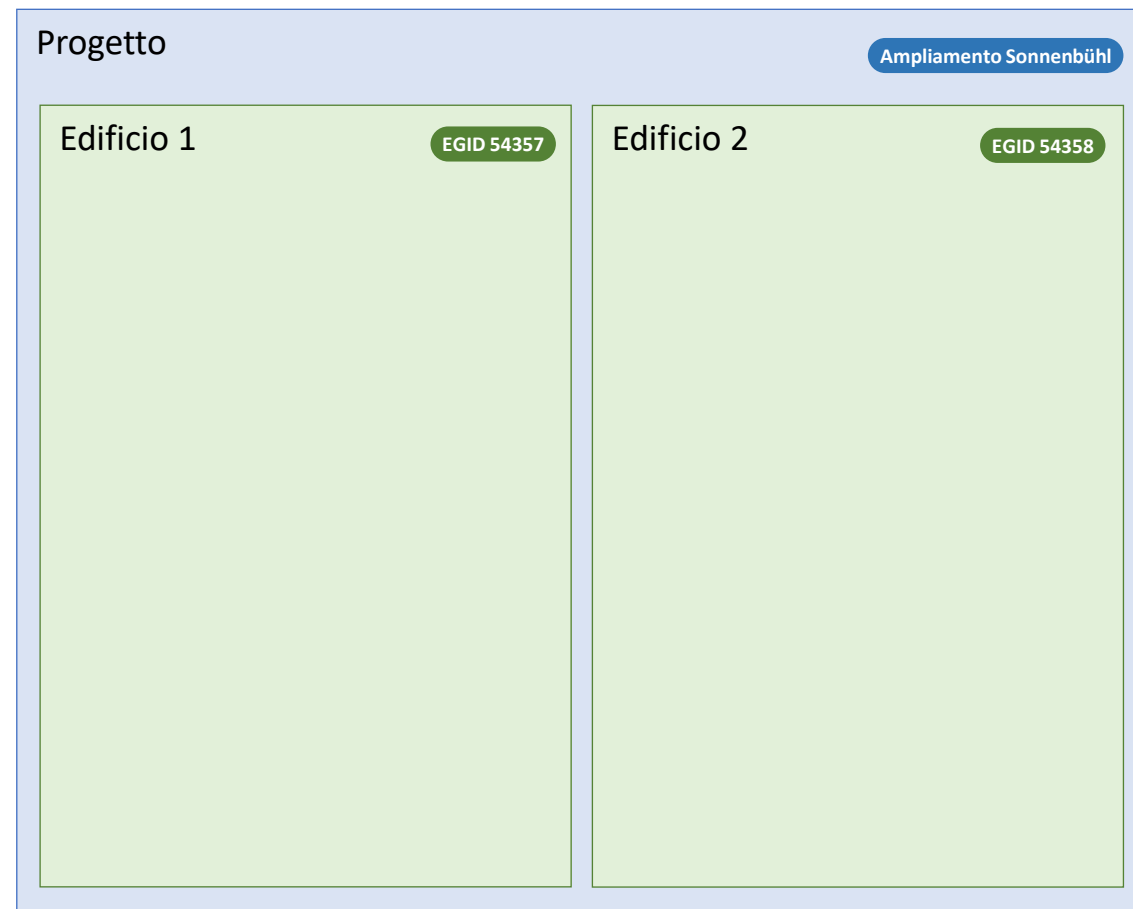 Progetto
Ampliamento Sonnenbühl
Edificio 1
EGID 54357
Edificio 2
EGID 54358